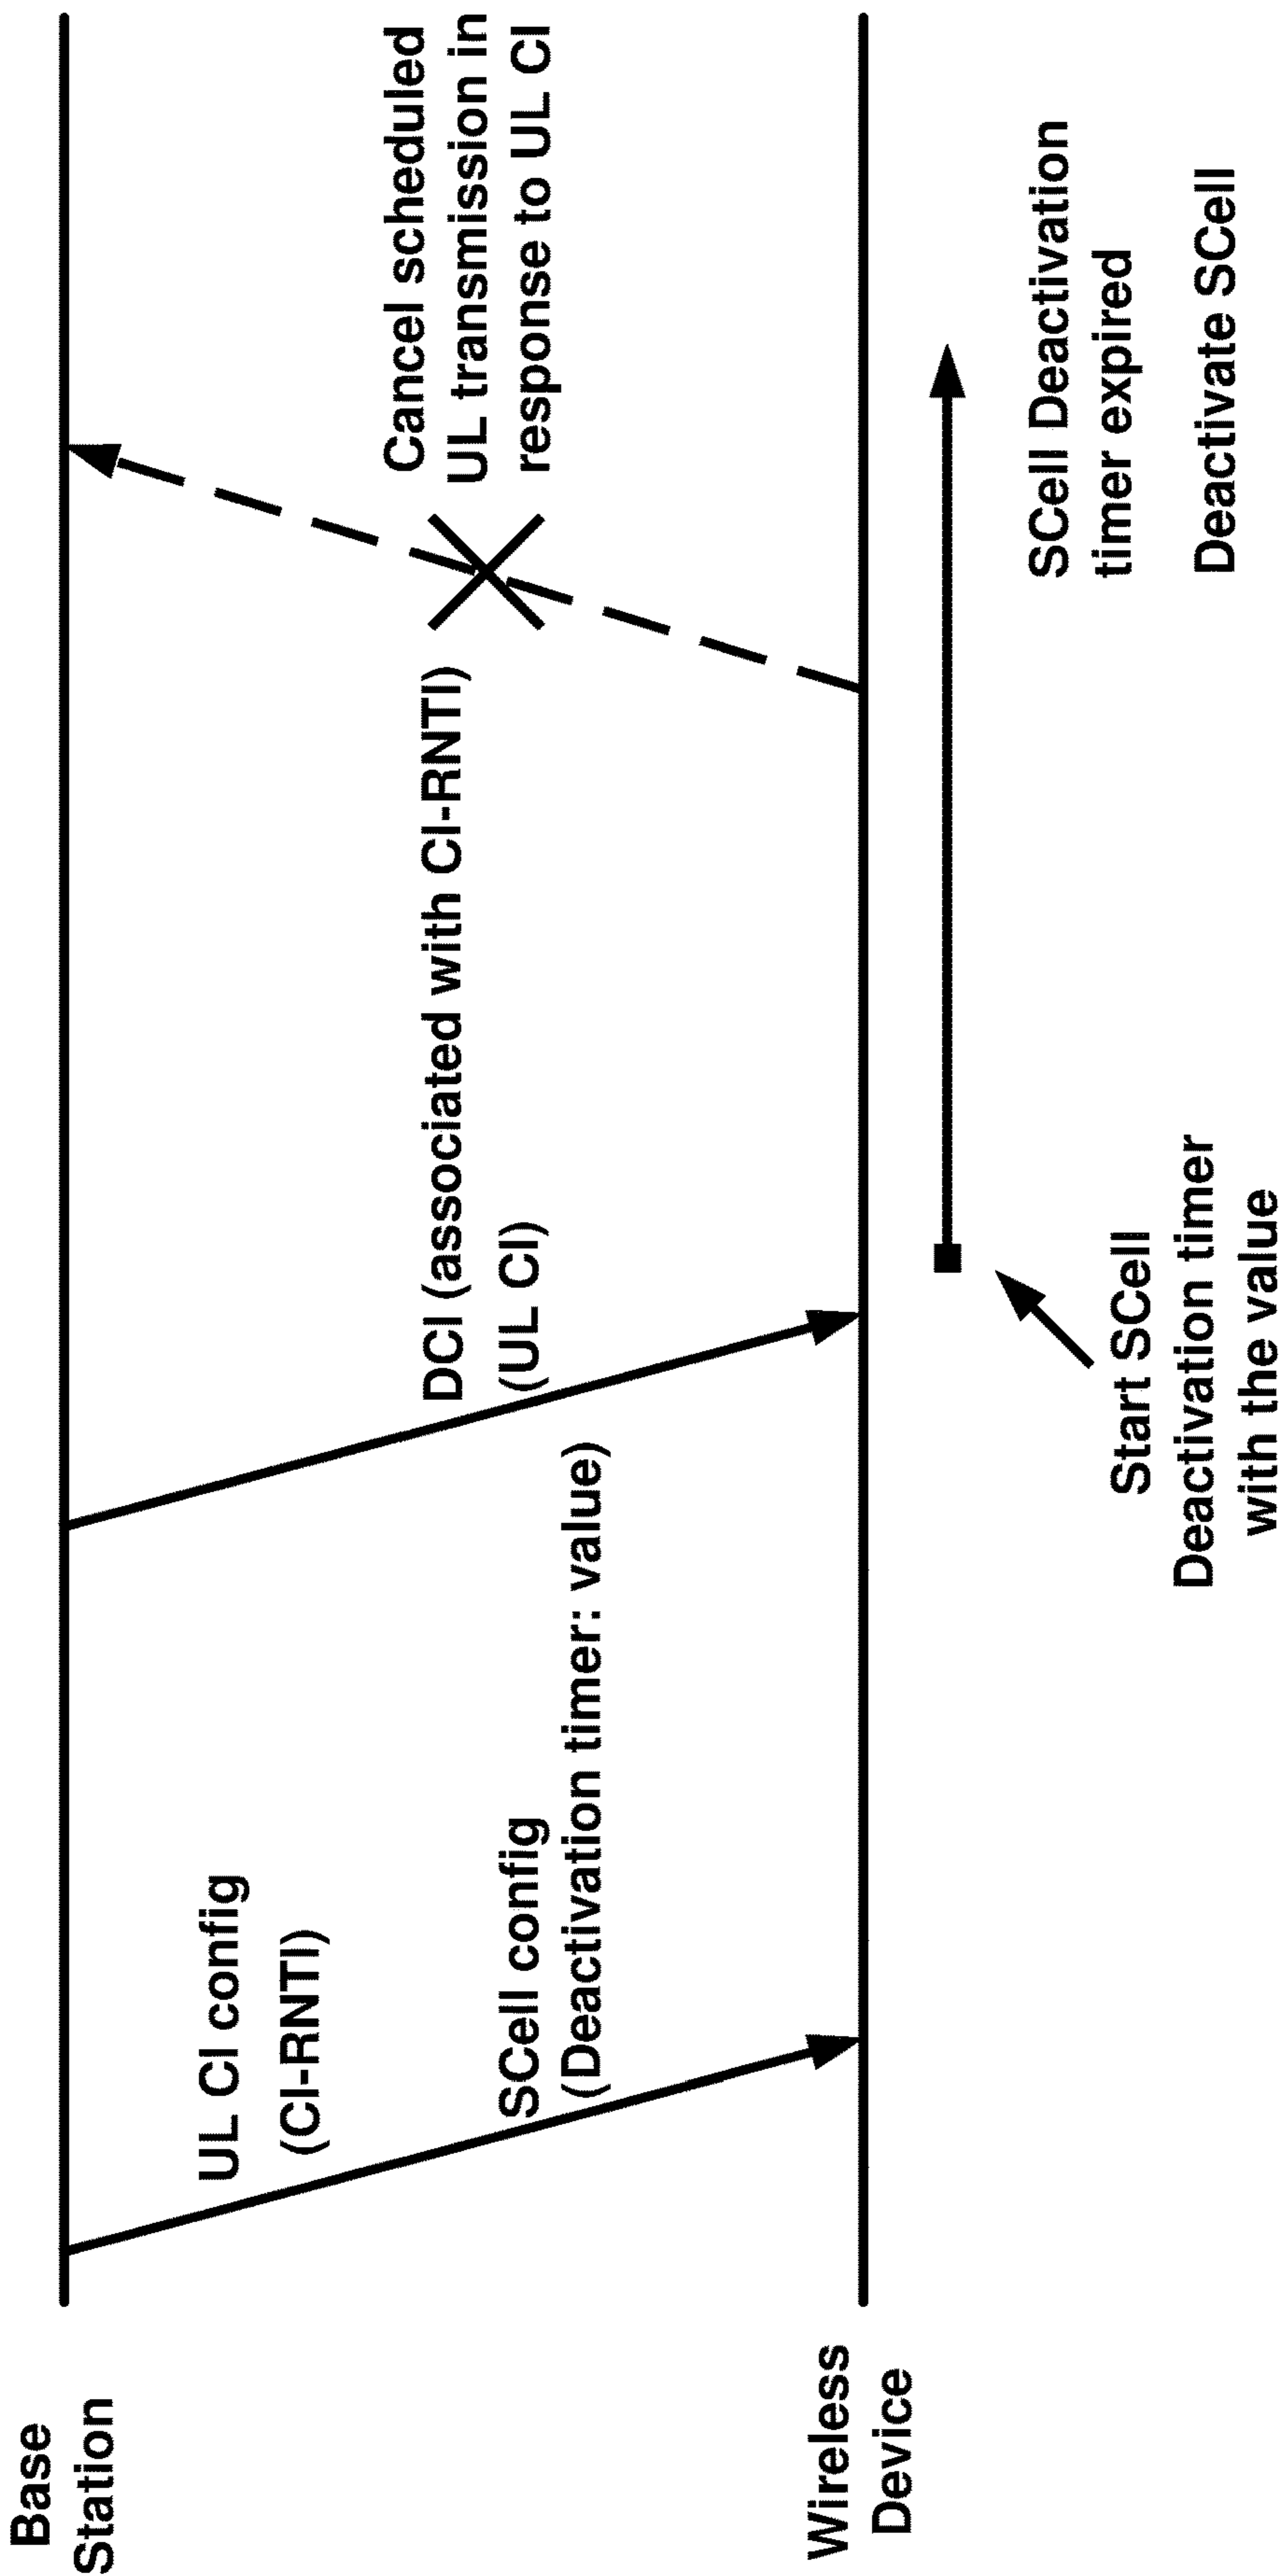 Base
Station
UL CI config
(CI-RNTI)
SCell config
(Deactivation timer: value)
DCI (associated with CI-RNTI)
(UL CI)
Cancel scheduled
UL transmission in
response to UL CI
Wireless
Device
Start SCell
Deactivation timer
with the value
SCell Deactivation
timer expired
Deactivate SCell